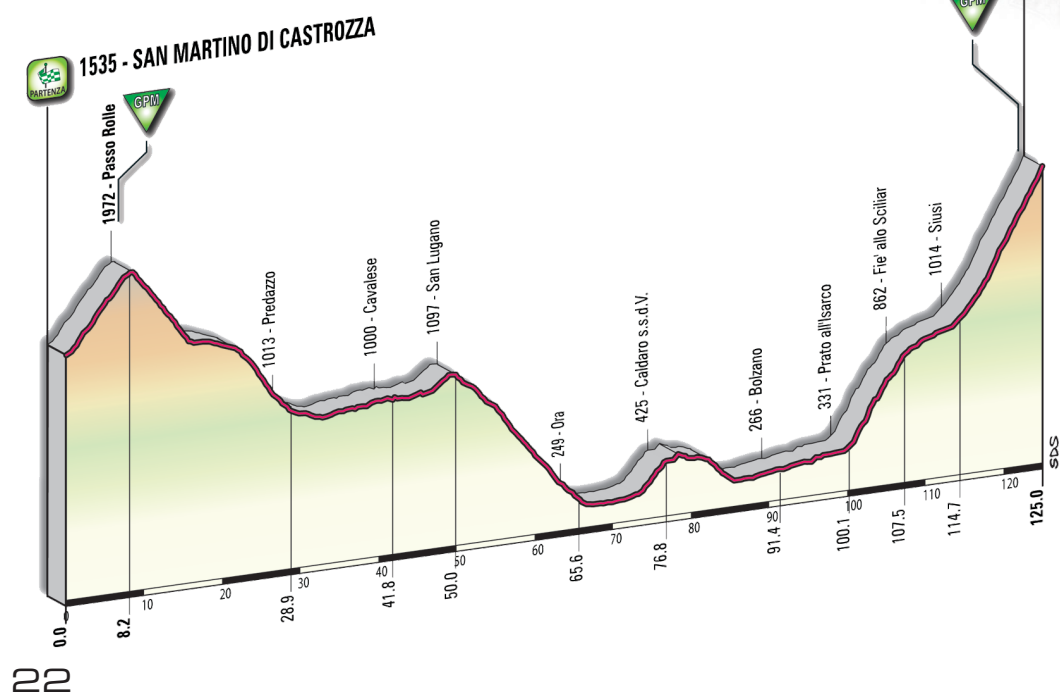 GPM
1535 - SAN MARTINO DI CASTROZZA
PARTENZA
GPM
1972 - Passo Rolle
1013 - Predazzo
1000 - Cavalese
1097 - San Lugano
249 - Ora
425 - Caldaro s.s.d.V.
266 - Bolzano
331 - Prato all'Isarco
862 - Fie' allo Sciliar
1014 - Siusi
SDS
0 10 20 30 40 50 60 70 80 90 100 110 120
0.0 8.2 28.9 41.8 50.0 65.6 76.8 91.4 100.1 107.5 114.7 125.0
22